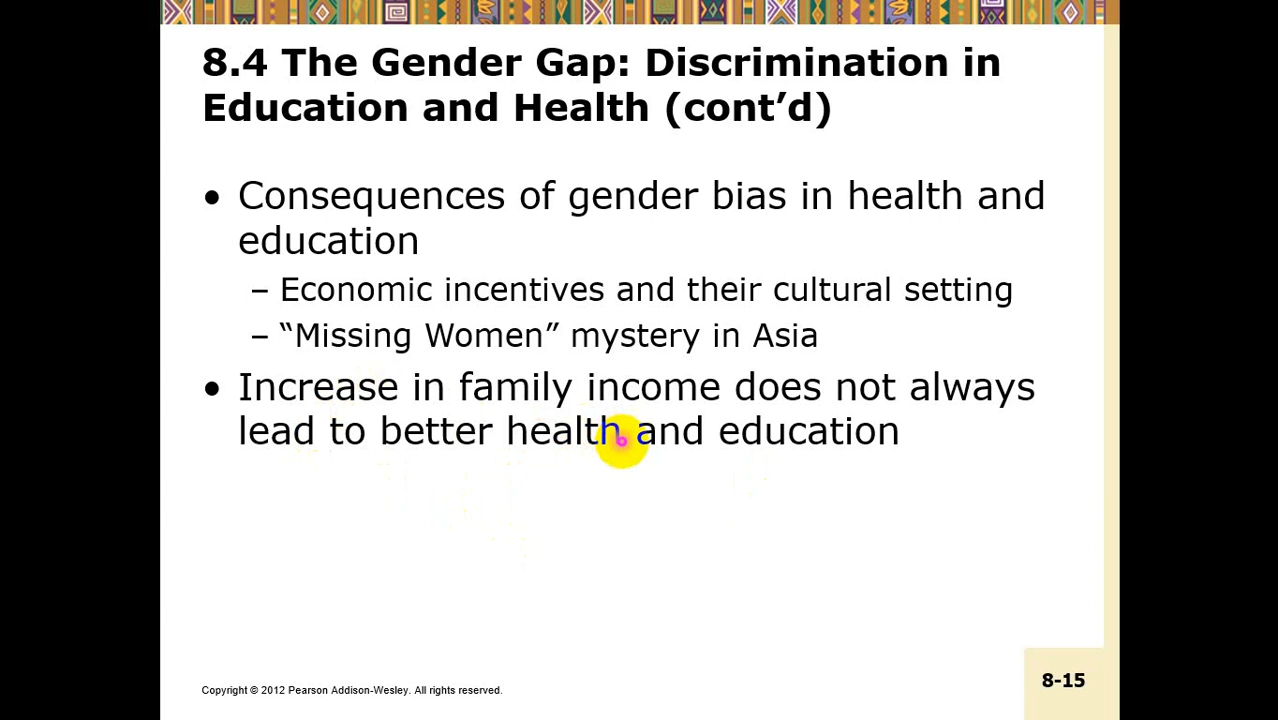 8.4 The Gender Gap: Discrimination in
Education and Health (cont’d)
• Consequences of gender bias in health and
education
– Economic incentives and their cultural setting
– “Missing Women” mystery in Asia
• Increase in family income does not always
lead to better health and education
Copyright © 2012 Pearson Addison-Wesley. All rights reserved.
8-15